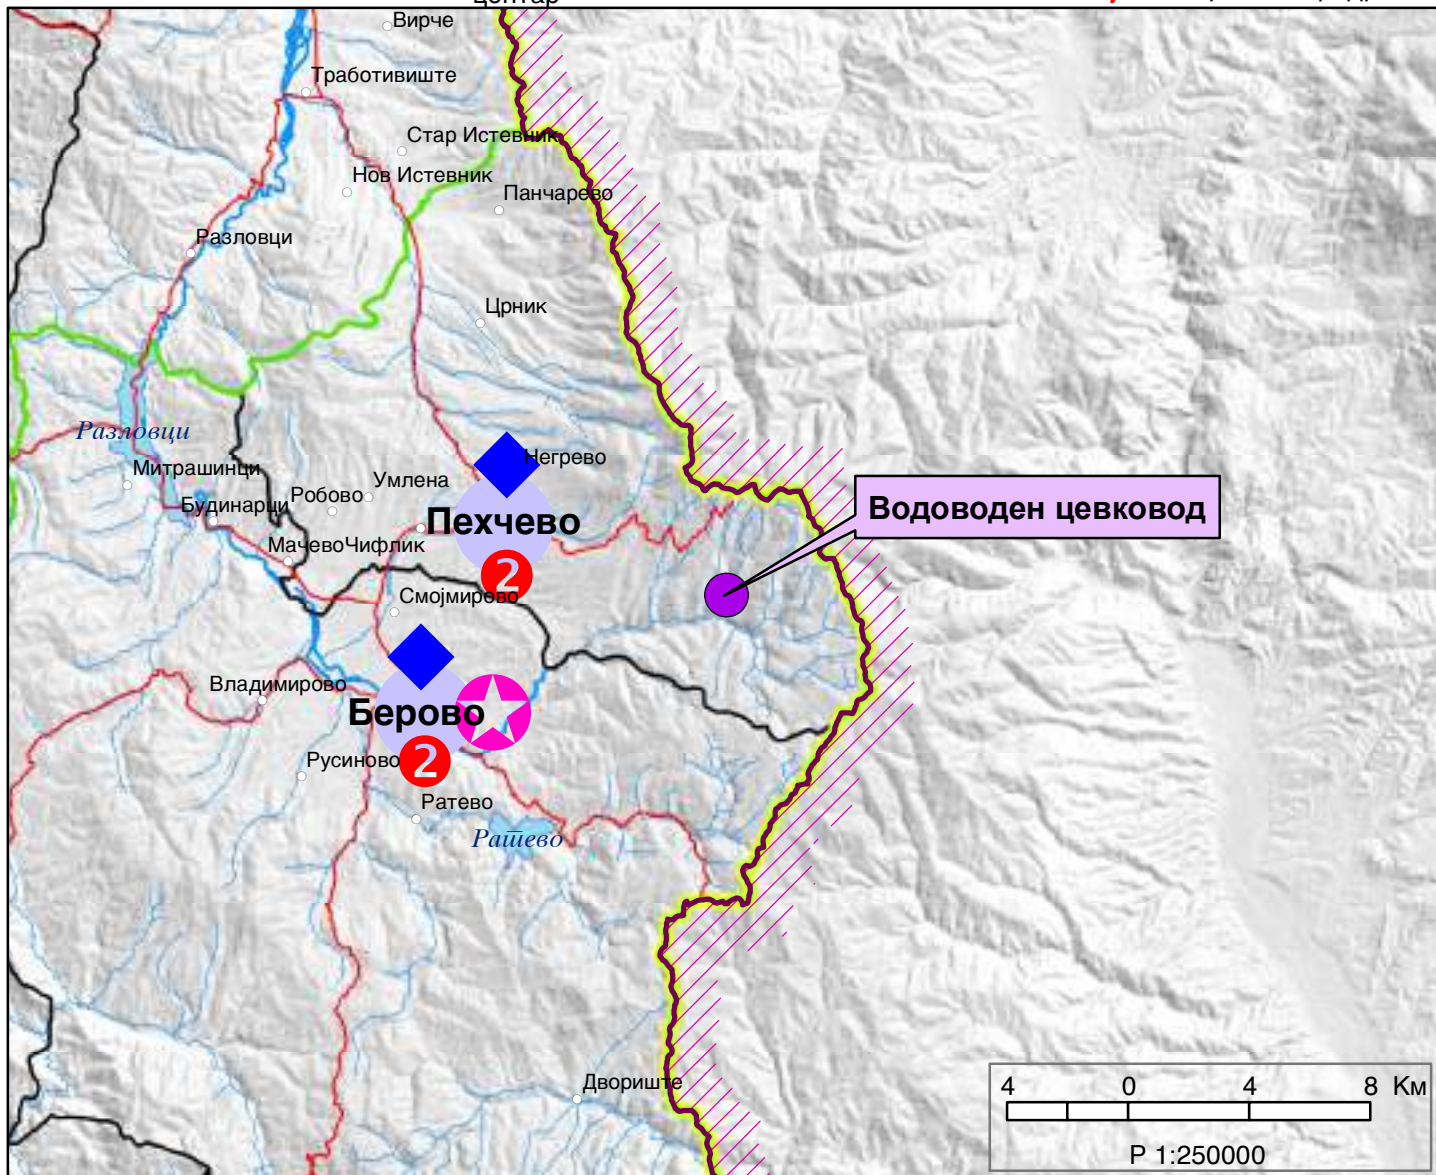 центар
Вирче
Тработивиште
Стар Истевник
Нов Истевник
Панчарево
Разловци
Црник
Разловци
Митрашинци
Негрево
Умлена
Робово
Будинарци
Пехчево
Водоводен цевковод
МачевоЧифлик
2
Смојмирово
Владимирово
Берово
Русиново
2
Ратево
Ратево
Двориште
4 0 4 8 Км
Р 1:250000